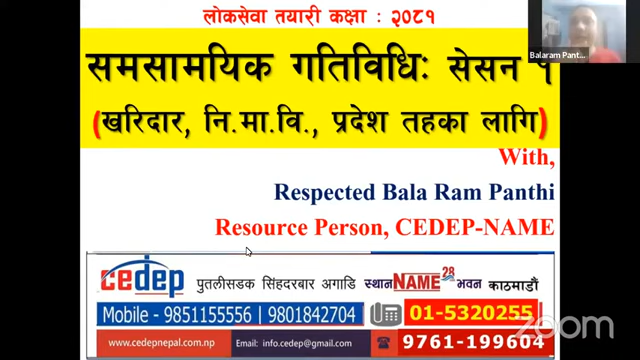 लोकसेवा तयारी कक्षा : २०८१
समसामयिक गतिविधिः सेसन १
(खरिदार, नि.मा.वि., प्रदेश तहका लागि)
With,
Respected Bala Ram Panthi
Resource Person, CEDEP-NAME
Balaram Pant...
cedep
पुतलीसडक सिंहदरबार अगाडि स्थान NAME 28 भवन काठमाडौं
Mobile - 9851155556 | 9801842704
01-5320255
www.cedepnepal.com.np Email: info.cedep@gmail.com
9761-199604
zoom